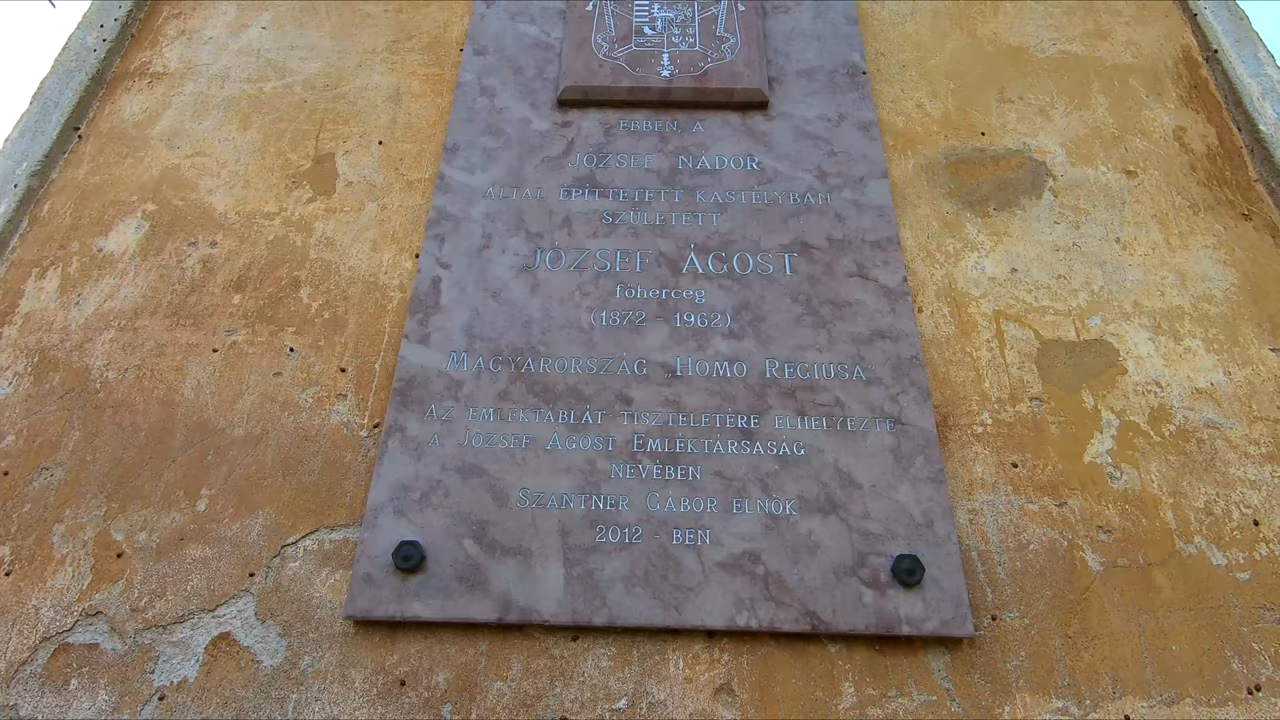 EBBEN, A
JÓZSEF NÁDOR
ÁLTAL ÉPÍTTETETT KASTÉLYBAN
SZÜLETETT
JÓZSEF ÁGOST
főherceg
(1872 - 1962)
MAGYARORSZÁG „HOMO REGIUSA"
AZ EMLÉKTÁBLÁT TISZTELETÉRE ELHELYEZTE
A JÓZSEF ÁGOST EMLÉKTÁRSASÁG
NEVÉBEN
SZANTNER GÁBOR ELNÖK
2012 - BEN